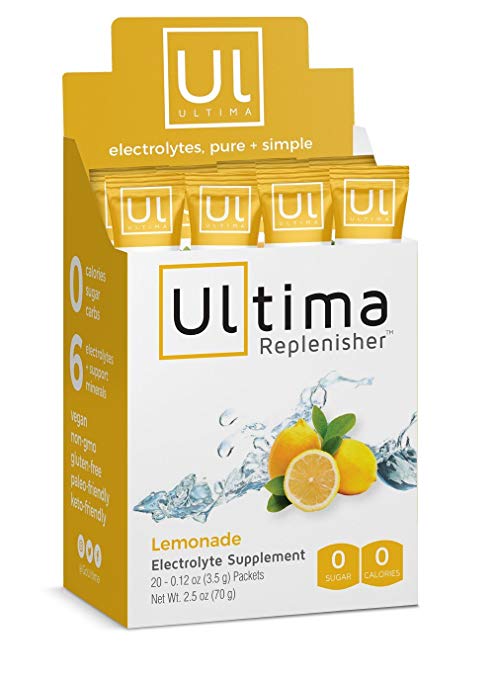 Ul
ULTIMA
electrolytes, pure + simple
Ul
ULTIMA
Ul
ULTIMA
Ul
ULTIMA
Ul
ULTIMA
Ultima
Replenisher™
0
calories
sugar
carbs
6
electrolytes
+ support
minerals
vegan
non-gmo
gluten-free
paleo-friendly
keto-friendly
Lemonade
Electrolyte Supplement
20 - 0.12 oz (3.5 g) Packets
Net Wt. 2.5 oz (70 g)
0
SUGAR
0
CALORIES